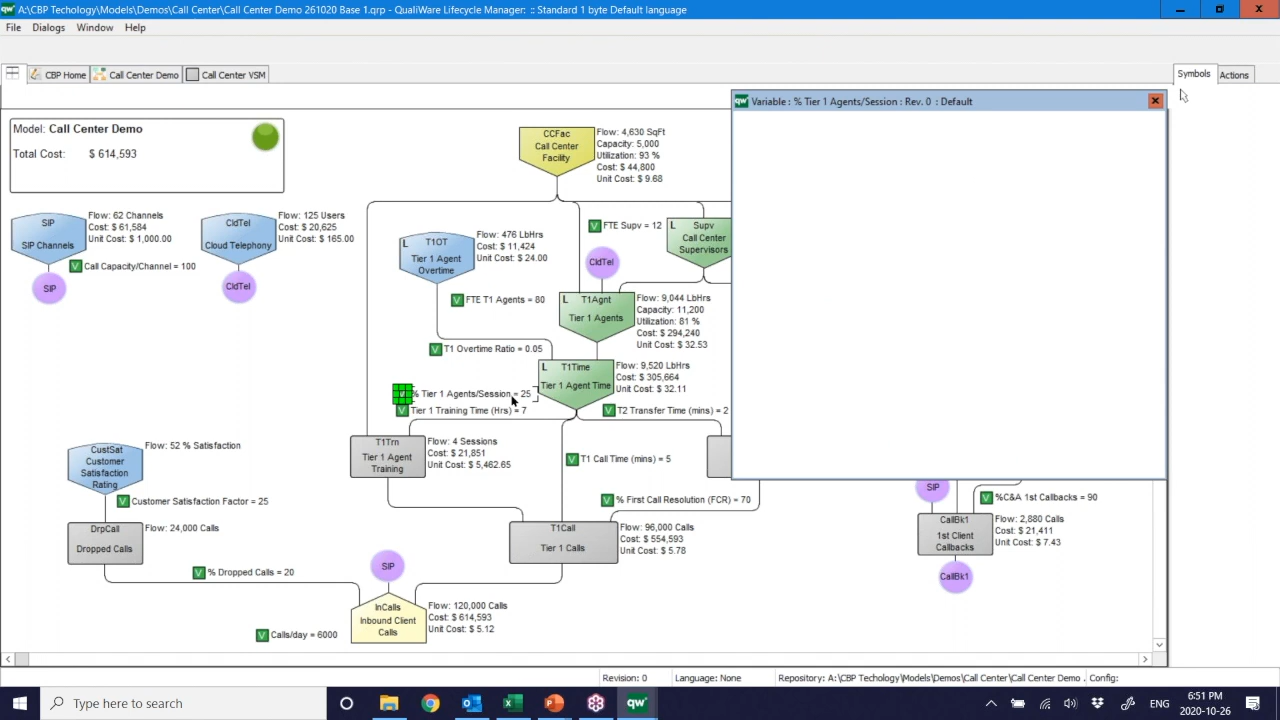 A:\CBP Techology\Models\Demos\Call Center\Call Center Demo 261020 Base 1.qrp - QualiWare Lifecycle Manager: :: Standard 1 byte Default language
File Dialogs Window Help
CBP Home
Call Center Demo
Call Center VSM
Symbols
Actions
Variable : % Tier 1 Agents/Session : Rev. 0 : Default
Model: Call Center Demo
Total Cost: $ 614,593
CCFac
Call Center
Facility
Flow: 4,630 SqFt
Capacity: 5,000
Utilization: 93 %
Cost: $ 44,800
Unit Cost: $ 9.68
SIP
SIP Channels
Flow: 62 Channels
Cost: $ 61,584
Unit Cost: $ 1,000.00
Call Capacity/Channel = 100
SIP
CldTel
Cloud Telephony
Flow: 125 Users
Cost: $ 20,625
Unit Cost: $ 165.00
CldTel
L T1OT
Tier 1 Agent
Overtime
Flow: 476 LbHrs
Cost: $ 11,424
Unit Cost: $ 24.00
FTE Supv = 12
L Supv
Call Center
Supervisors
CldTel
FTE T1 Agents = 80
L T1Agnt
Tier 1 Agents
Flow: 9,044 LbHrs
Capacity: 11,200
Utilization: 81 %
Cost: $ 294,240
Unit Cost: $ 32.53
T1 Overtime Ratio = 0.05
L T1Time
Tier 1 Agent Time
Flow: 9,520 LbHrs
Cost: $ 305,664
Unit Cost: $ 32.11
% Tier 1 Agents/Session = 25
Tier 1 Training Time (Hrs) = 7
T2 Transfer Time (mins) = 2
T1Trn
Tier 1 Agent
Training
Flow: 4 Sessions
Cost: $ 21,851
Unit Cost: $ 5,462.65
T1 Call Time (mins) = 5
CustSat
Customer
Satisfaction
Rating
Flow: 52 % Satisfaction
Customer Satisfaction Factor = 25
% First Call Resolution (FCR) = 70
SIP
%C&A 1st Callbacks = 90
DrpCall
Dropped Calls
Flow: 24,000 Calls
T1Call
Tier 1 Calls
Flow: 96,000 Calls
Cost: $ 554,593
Unit Cost: $ 5.78
CallBk1
1st Client
Callbacks
Flow: 2,880 Calls
Cost: $ 21,411
Unit Cost: $ 7.43
CallBk1
% Dropped Calls = 20
SIP
InCalls
Inbound Client
Calls
Flow: 120,000 Calls
Cost: $ 614,593
Unit Cost: $ 5.12
Calls/day = 6000
Revision: 0 Language: None Repository: A:\CBP Techology\Models\Demos\Call Center\Call Center Demo . Config:
Type here to search
ENG
6:51 PM
2020-10-26